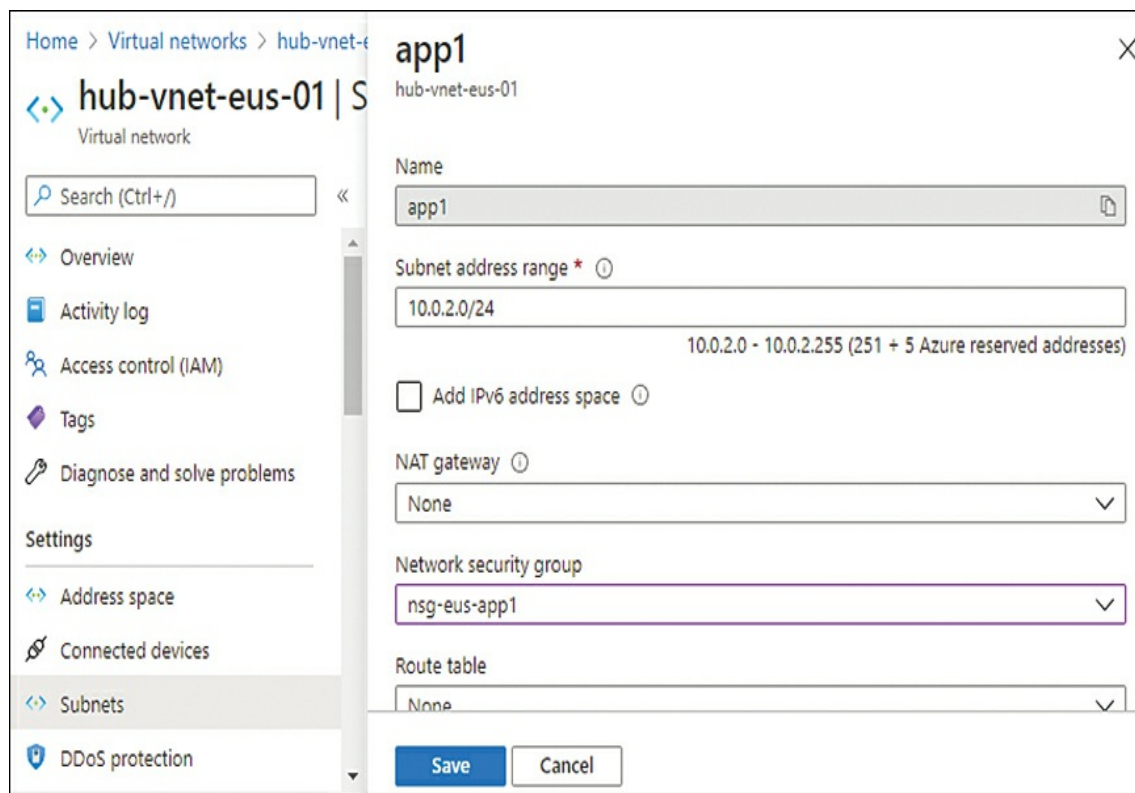 Home > Virtual networks > hub-vnet-e
hub-vnet-eus-01 | S
Virtual network
Search (Ctrl+/)
«
Overview
Activity log
Access control (IAM)
Tags
Diagnose and solve problems
Settings
Address space
Connected devices
Subnets
DDoS protection
app1
hub-vnet-eus-01
Name
app1
Subnet address range *
10.0.2.0/24
10.0.2.0 - 10.0.2.255 (251 + 5 Azure reserved addresses)
Add IPv6 address space
NAT gateway
None
Network security group
nsg-eus-app1
Route table
None
Save
Cancel